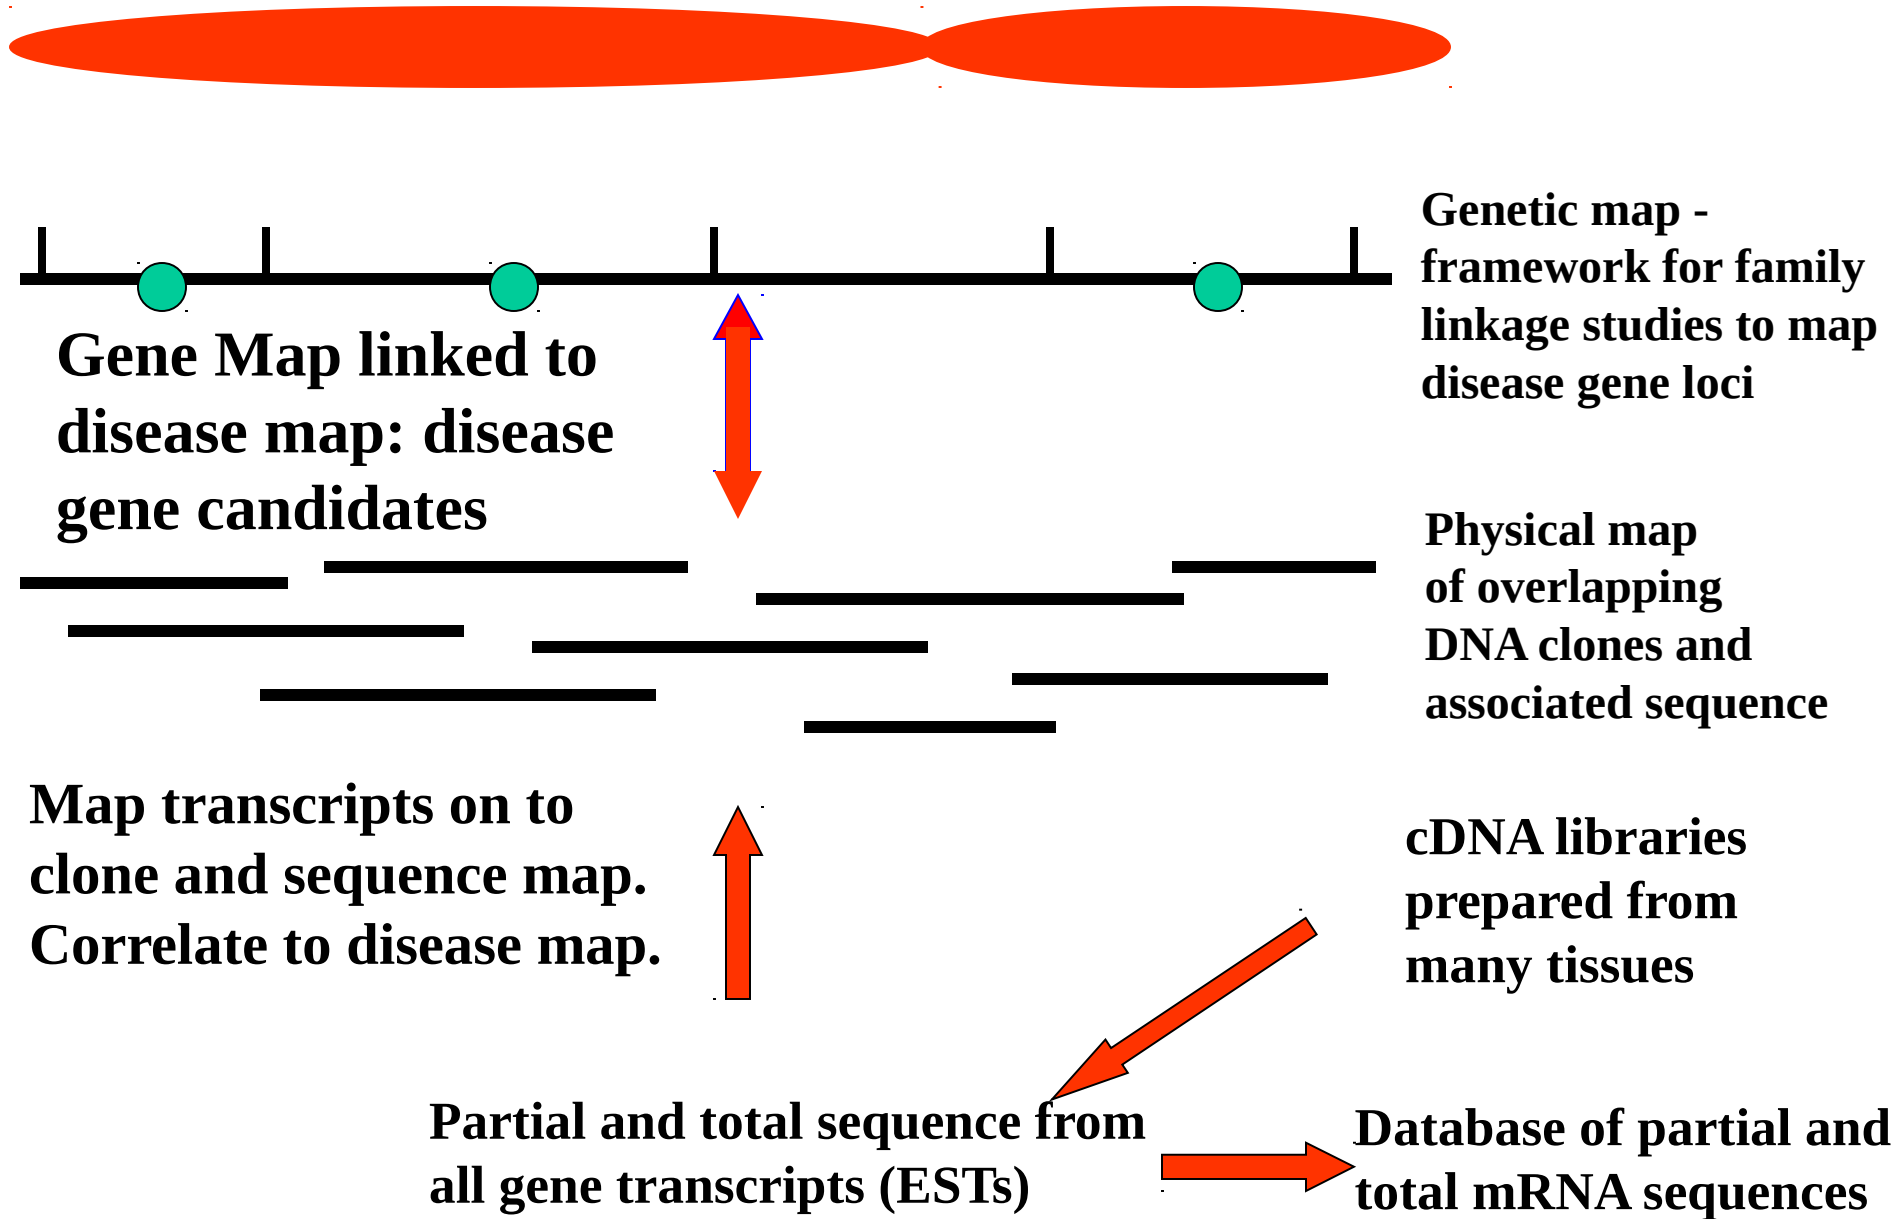 Genetic map -
framework for family
linkage studies to map
disease gene loci
Gene Map linked to
disease map: disease
gene candidates
Physical map
of overlapping
DNA clones and
associated sequence
Map transcripts on to
clone and sequence map.
Correlate to disease map.
cDNA libraries
prepared from
many tissues
Partial and total sequence from
all gene transcripts (ESTs)
Database of partial and
total mRNA sequences